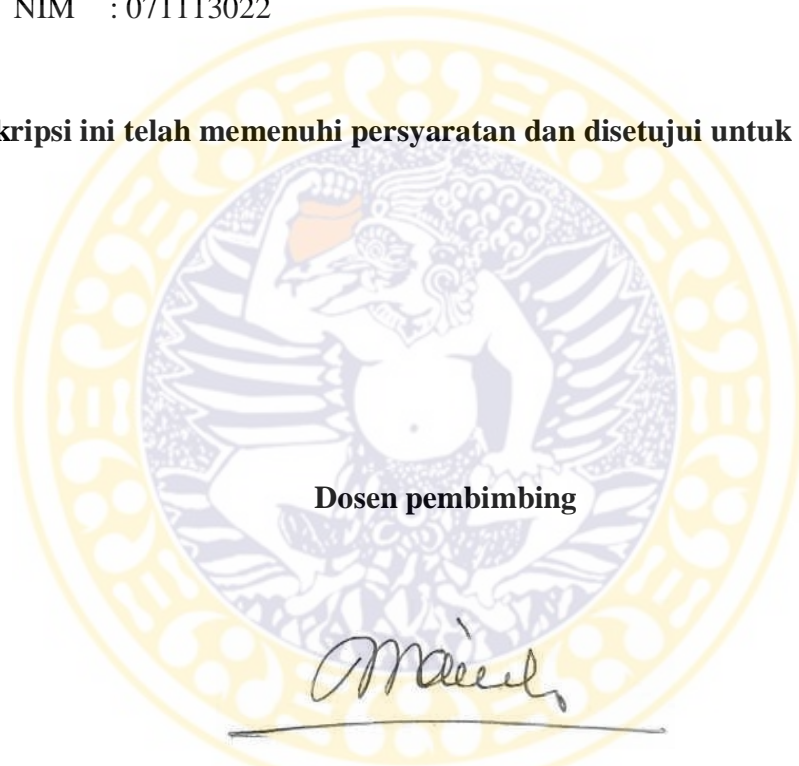 NIM : 071113022
kripsi ini telah memenuhi persyaratan dan disetujui untuk
Dosen pembimbing